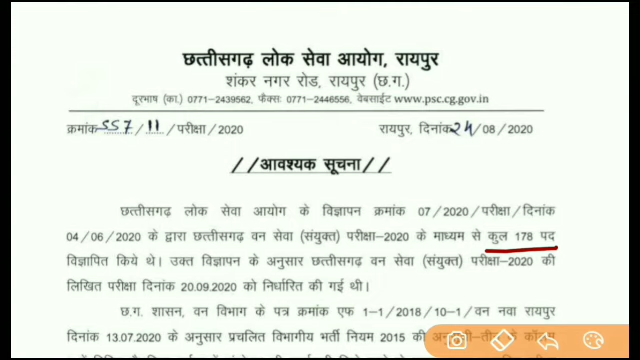 छत्तीसगढ़ लोक सेवा आयोग, रायपुर
शंकर नगर रोड, रायपुर (छ.ग.)
दूरभाष (का.) 0771-2439562, फैक्सः 0771-2446556, वेबसाईट www.psc.cg.gov.in
क्रमांक 557/11/परीक्षा/2020 रायपुर, दिनांक 24/08/2020
//आवश्यक सूचना//
छत्तीसगढ़ लोक सेवा आयोग के विज्ञापन क्रमांक 07/2020/परीक्षा/दिनांक
04/06/2020 के द्वारा छत्तीसगढ़ वन सेवा (संयुक्त) परीक्षा-2020 के माध्यम से कुल 178 पद
विज्ञापित किये थे। उक्त विज्ञापन के अनुसार छत्तीसगढ़ वन सेवा (संयुक्त) परीक्षा-2020 की
लिखित परीक्षा दिनांक 20.09.2020 को निर्धारित की गई थी।
छ.ग. शासन, वन विभाग के पत्र क्रमांक एफ 1-1/2018/10-1/वन नवा रायपुर
दिनांक 13.07.2020 के अनुसार प्रचलित विभागीय भर्ती नियम 2015 की